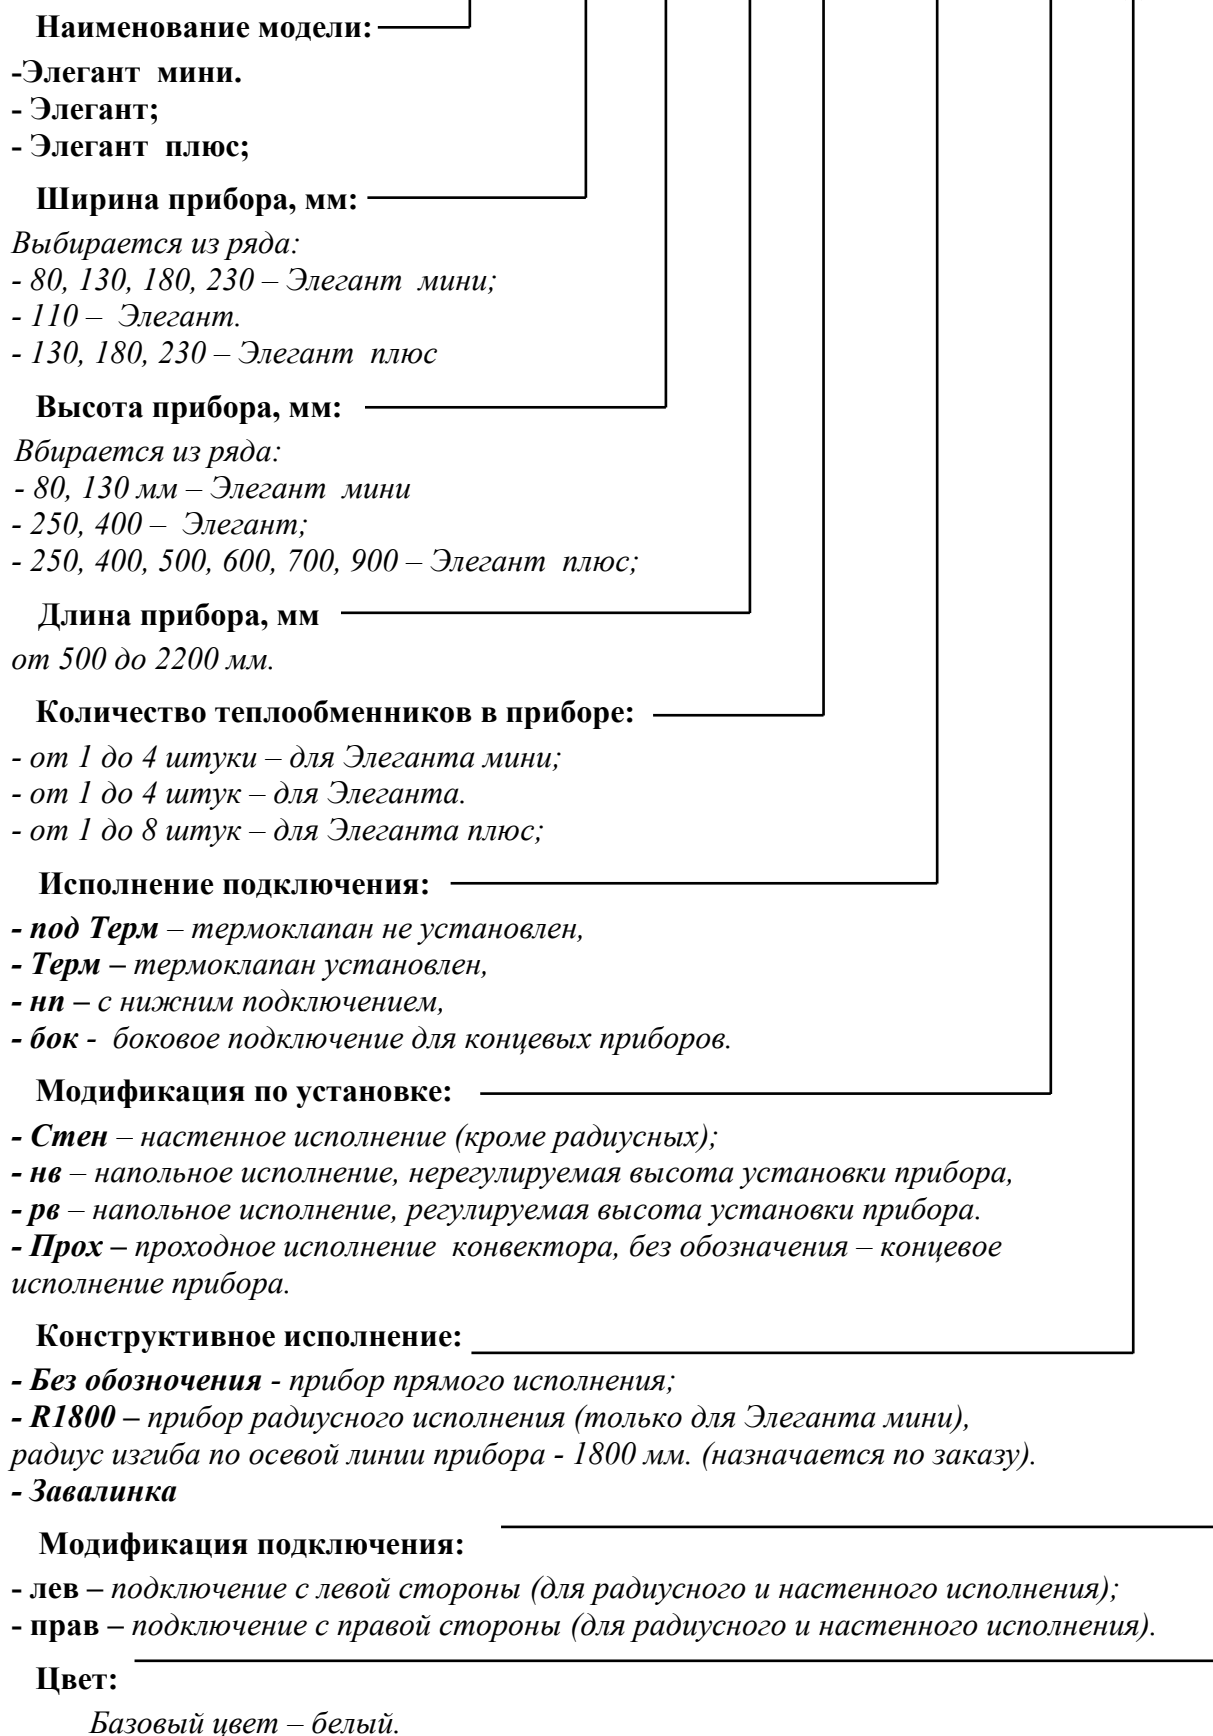 Наименование модели:
-Элегант мини.
- Элегант;
- Элегант плюс;
Ширина прибора, мм:
Выбирается из ряда:
- 80, 130, 180, 230 – Элегант мини;
- 110 – Элегант.
- 130, 180, 230 – Элегант плюс
Высота прибора, мм:
Вбирается из ряда:
- 80, 130 мм – Элегант мини
- 250, 400 – Элегант;
- 250, 400, 500, 600, 700, 900 – Элегант плюс;
Длина прибора, мм
от 500 до 2200 мм.
Количество теплообменников в приборе:
- от 1 до 4 штуки – для Элеганта мини;
- от 1 до 4 штук – для Элеганта.
- от 1 до 8 штук – для Элеганта плюс;
Исполнение подключения:
- под Терм – термоклапан не установлен,
- Терм – термоклапан установлен,
- нп – с нижним подключением,
- бок - боковое подключение для концевых приборов.
Модификация по установке:
- Стен – настенное исполнение (кроме радиусных);
- нв – напольное исполнение, нерегулируемая высота установки прибора,
- рв – напольное исполнение, регулируемая высота установки прибора.
- Прох – проходное исполнение конвектора, без обозначения – концевое
исполнение прибора.
Конструктивное исполнение:
- Без обозночения - прибор прямого исполнения;
- R1800 – прибор радиусного исполнения (только для Элеганта мини),
радиус изгиба по осевой линии прибора - 1800 мм. (назначается по заказу).
- Завалинка
Модификация подключения:
- лев – подключение с левой стороны (для радиусного и настенного исполнения);
- прав – подключение с правой стороны (для радиусного и настенного исполнения).
Цвет:
Базовый цвет – белый.